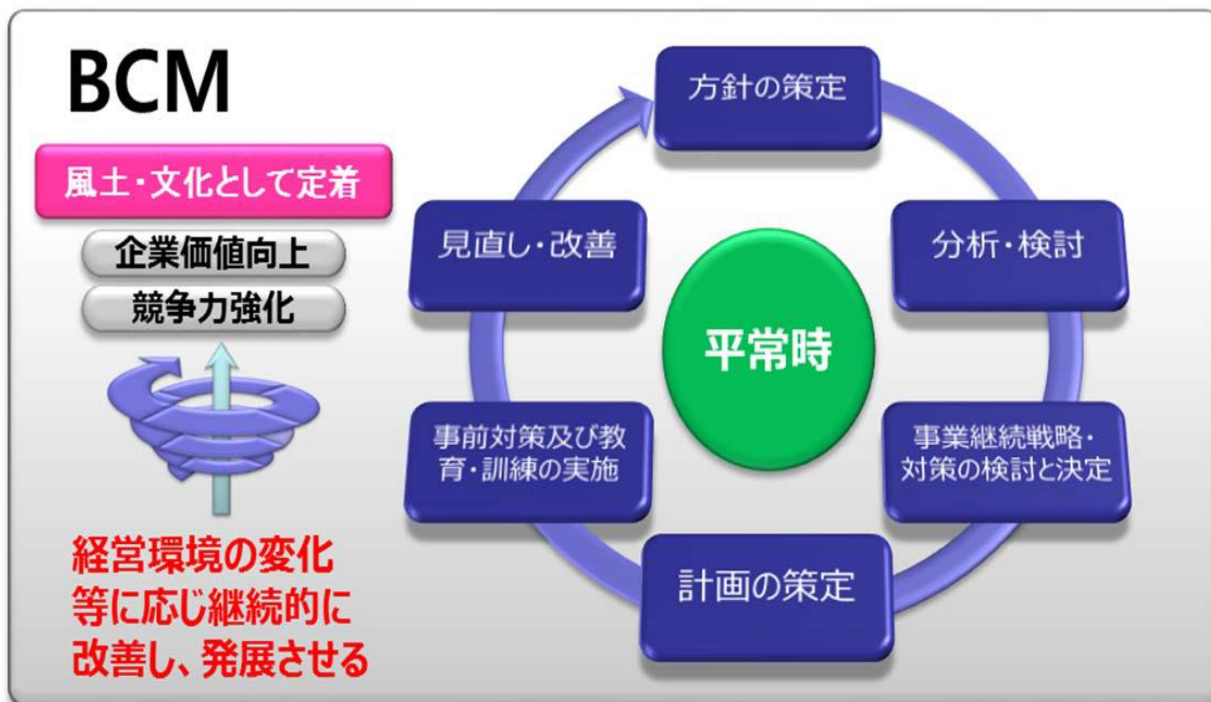 BCM
風土・文化として定着
企業価値向上
競争力強化
経営環境の変化
等に応じ継続的に
改善し、発展させる
方針の策定
分析・検討
事業継続戦略・
対策の検討と決定
計画の策定
事前対策及び教
育・訓練の実施
見直し・改善
平常時